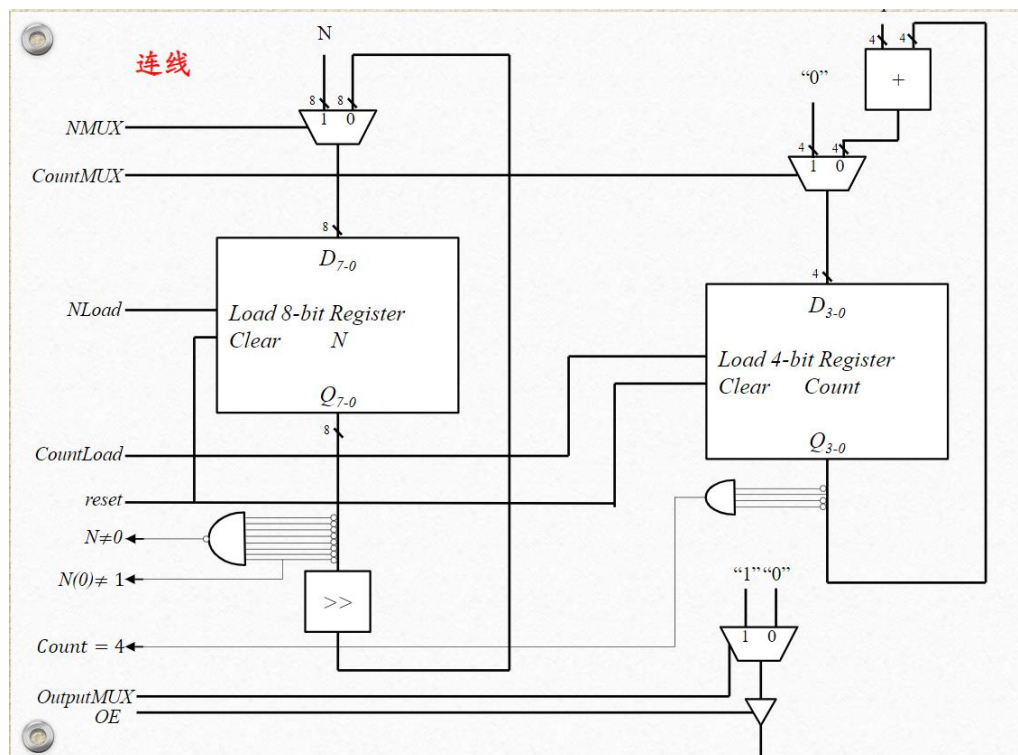 连线
N
8 8
1 0
NMUX
CountMUX
8
D7-0
NLoad
Load 8-bit Register
Clear N
Q7-0
8
CountLoad
reset
N≠0
N(0)≠ 1
>>
Count = 4
OutputMUX
OE
4 4
+
“0”
4 4
1 0
4
D3-0
Load 4-bit Register
Clear Count
Q3-0
“1” “0”
1 0